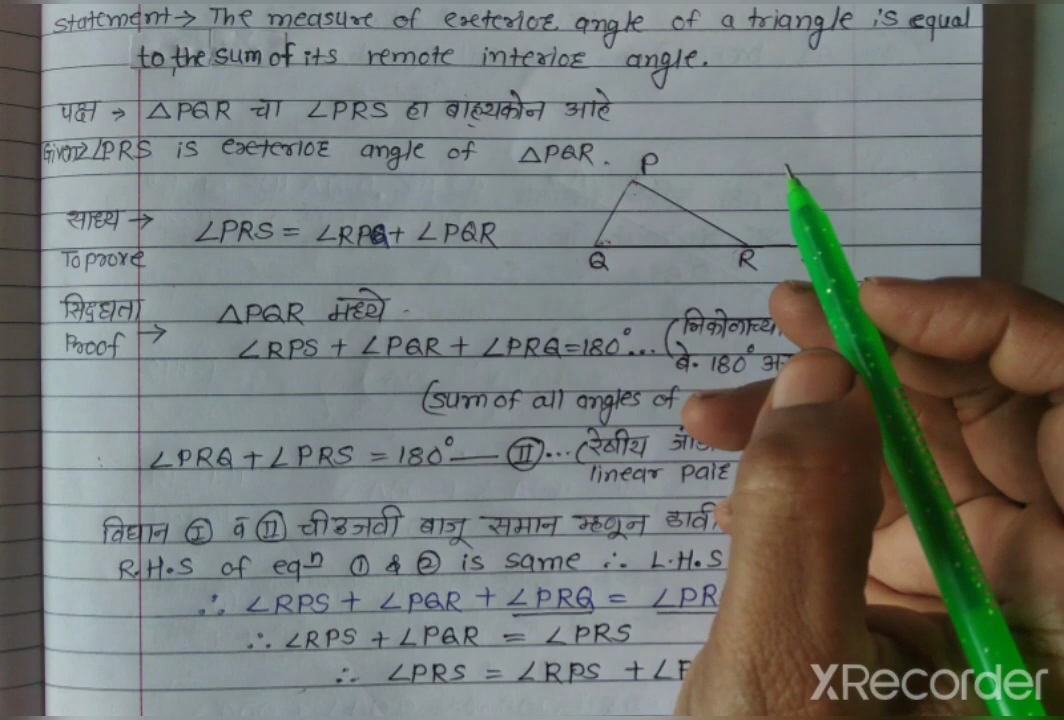 statement → The measure of exterior angle of a triangle is equal
to the sum of its remote interior angle.
पक्ष → △PQR चा ∠PRS हा बाह्यकोन आहे
Given→ ∠PRS is exterior angle of △PQR.
P
Q R
साध्य → ∠PRS = ∠RPQ + ∠PQR
To prove
सिद्धता △PQR मध्ये
Proof → ∠RPS + ∠PQR + ∠PRQ = 180° ... (त्रिकोणाच्या
बे. 180°
(sum of all angles of
∠PRQ + ∠PRS = 180° — II ... (रेषीय
linear pair
विधान I व II ची उजवी बाजू समान म्हणून डावी
R.H.S of eqn 1 & 2 is same ∴ L.H.S
∴ ∠RPS + ∠PQR + ∠PRQ = ∠PR
∴ ∠RPS + ∠PQR = ∠PRS
∴ ∠PRS = ∠RPS + ∠P
XRecorder